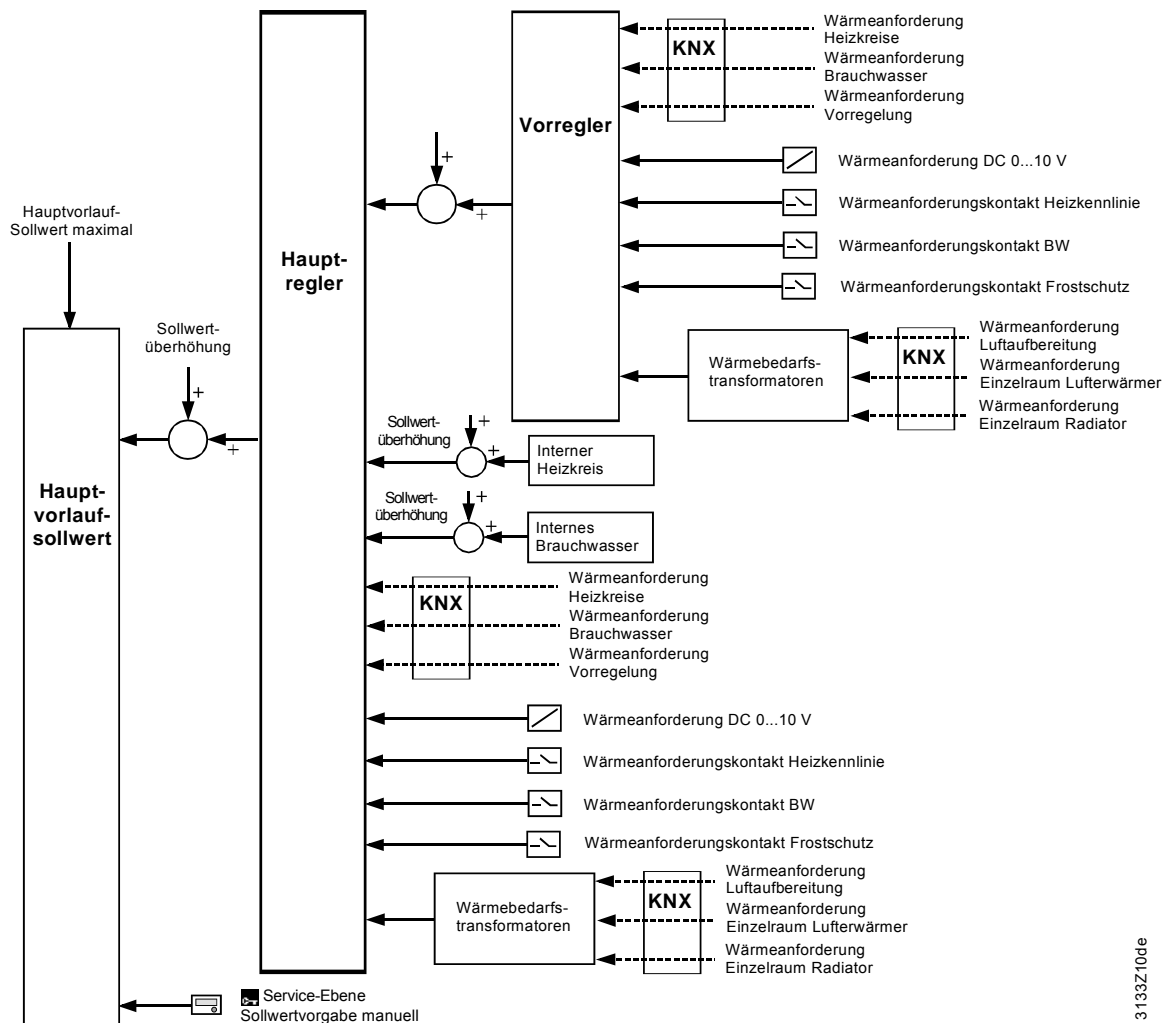 Wärmeanforderung
Heizkreise
KNX
Wärmeanforderung
Brauchwasser
Wärmeanforderung
Vorregelung
Vorregler
+
+
Wärmeanforderung DC 0...10 V
Wärmeanforderungskontakt Heizkennlinie
Wärmeanforderungskontakt BW
Wärmeanforderungskontakt Frostschutz
Hauptvorlauf-
Sollwert maximal
Haupt-
regler
Sollwert-
überhöhung
+
+
Wärmebedarfs-
transformatoren
KNX
Wärmeanforderung
Luftaufbereitung
Wärmeanforderung
Einzelraum Lufterwärmer
Wärmeanforderung
Einzelraum Radiator
Sollwert-
überhöhung
+
+
Interner
Heizkreis
Haupt-
vorlauf-
sollwert
Sollwert-
überhöhung
+
+
Internes
Brauchwasser
KNX
Wärmeanforderung
Heizkreise
Wärmeanforderung
Brauchwasser
Wärmeanforderung
Vorregelung
Wärmeanforderung DC 0...10 V
Wärmeanforderungskontakt Heizkennlinie
Wärmeanforderungskontakt BW
Wärmeanforderungskontakt Frostschutz
Wärmebedarfs-
transformatoren
KNX
Wärmeanforderung
Luftaufbereitung
Wärmeanforderung
Einzelraum Lufterwärmer
Wärmeanforderung
Einzelraum Radiator
Service-Ebene
Sollwertvorgabe manuell
3133Z10de